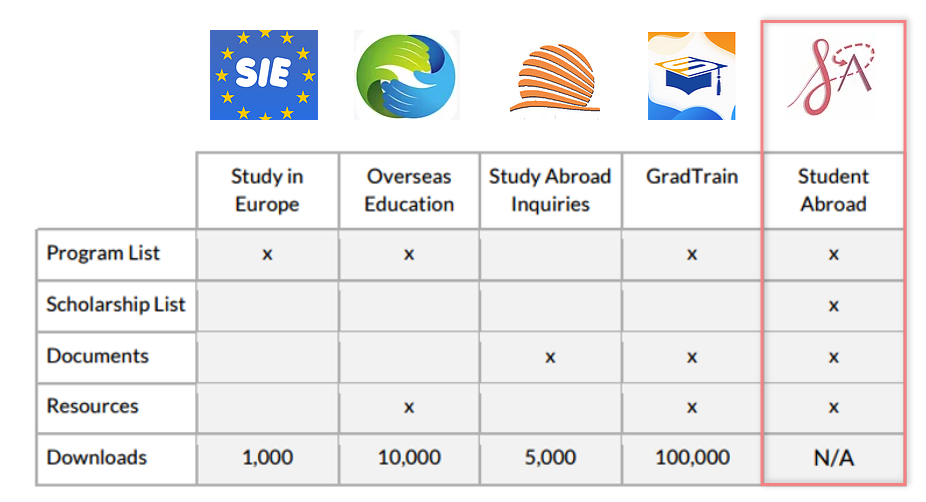 SIE
SA
Study in Overseas Study Abroad GradTrain Student
Europe Education Inquiries Abroad
Program List x x x x
Scholarship List x
Documents x x x
Resources x x x
Downloads 1,000 10,000 5,000 100,000 N/A